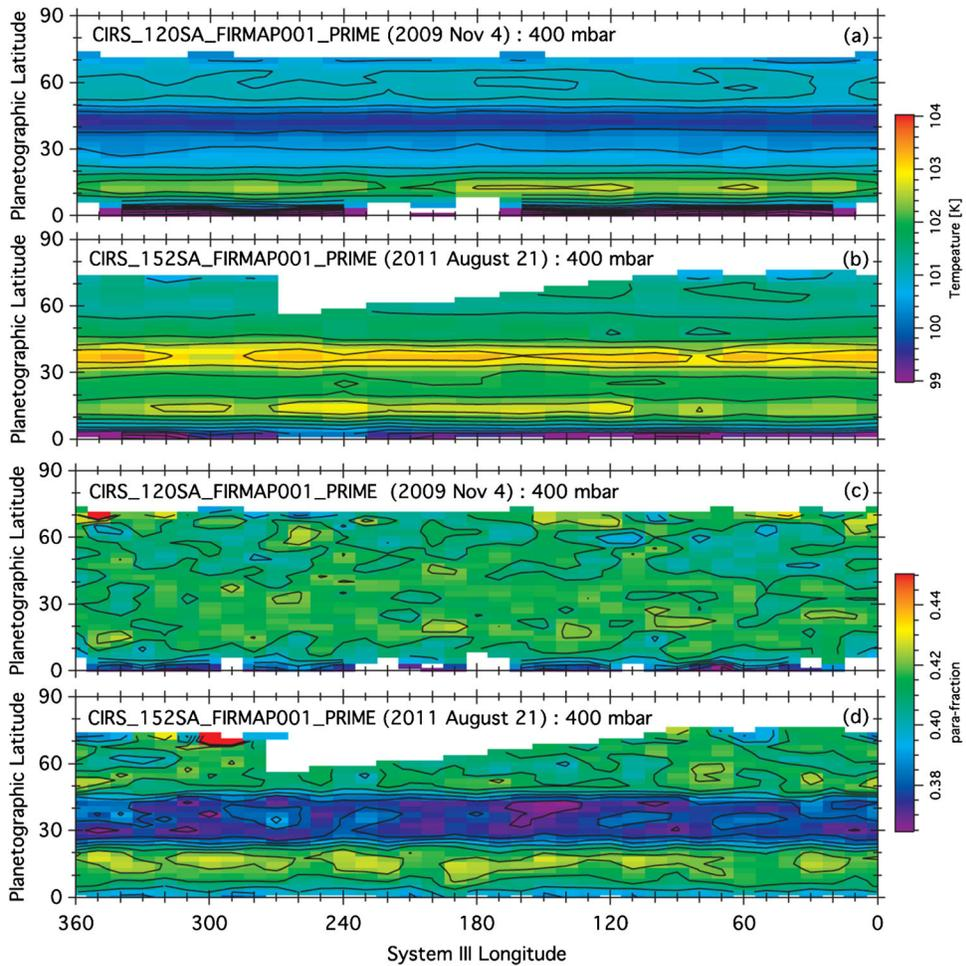 CIRS_120SA_FIRMAP001_PRIME (2009 Nov 4) : 400 mbar
(a)
Planetographic Latitude
90
60
30
0
CIRS_152SA_FIRMAP001_PRIME (2011 August 21) : 400 mbar
(b)
Planetographic Latitude
90
60
30
0
104
103
102
101
100
99
Tempeature [K]
CIRS_120SA_FIRMAP001_PRIME (2009 Nov 4) : 400 mbar
(c)
Planetographic Latitude
90
60
30
0
CIRS_152SA_FIRMAP001_PRIME (2011 August 21) : 400 mbar
(d)
Planetographic Latitude
90
60
30
0
0.44
0.42
0.40
0.38
para-fraction
360 300 240 180 120 60 0
System III Longitude